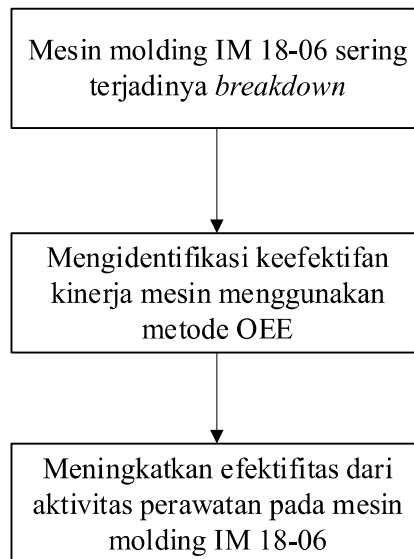 Mesin molding IM 18-06 sering
terjadinya breakdown
Mengidentifikasi keefektifan
kinerja mesin menggunakan
metode OEE
Meningkatkan efektifitas dari
aktivitas perawatan pada mesin
molding IM 18-06